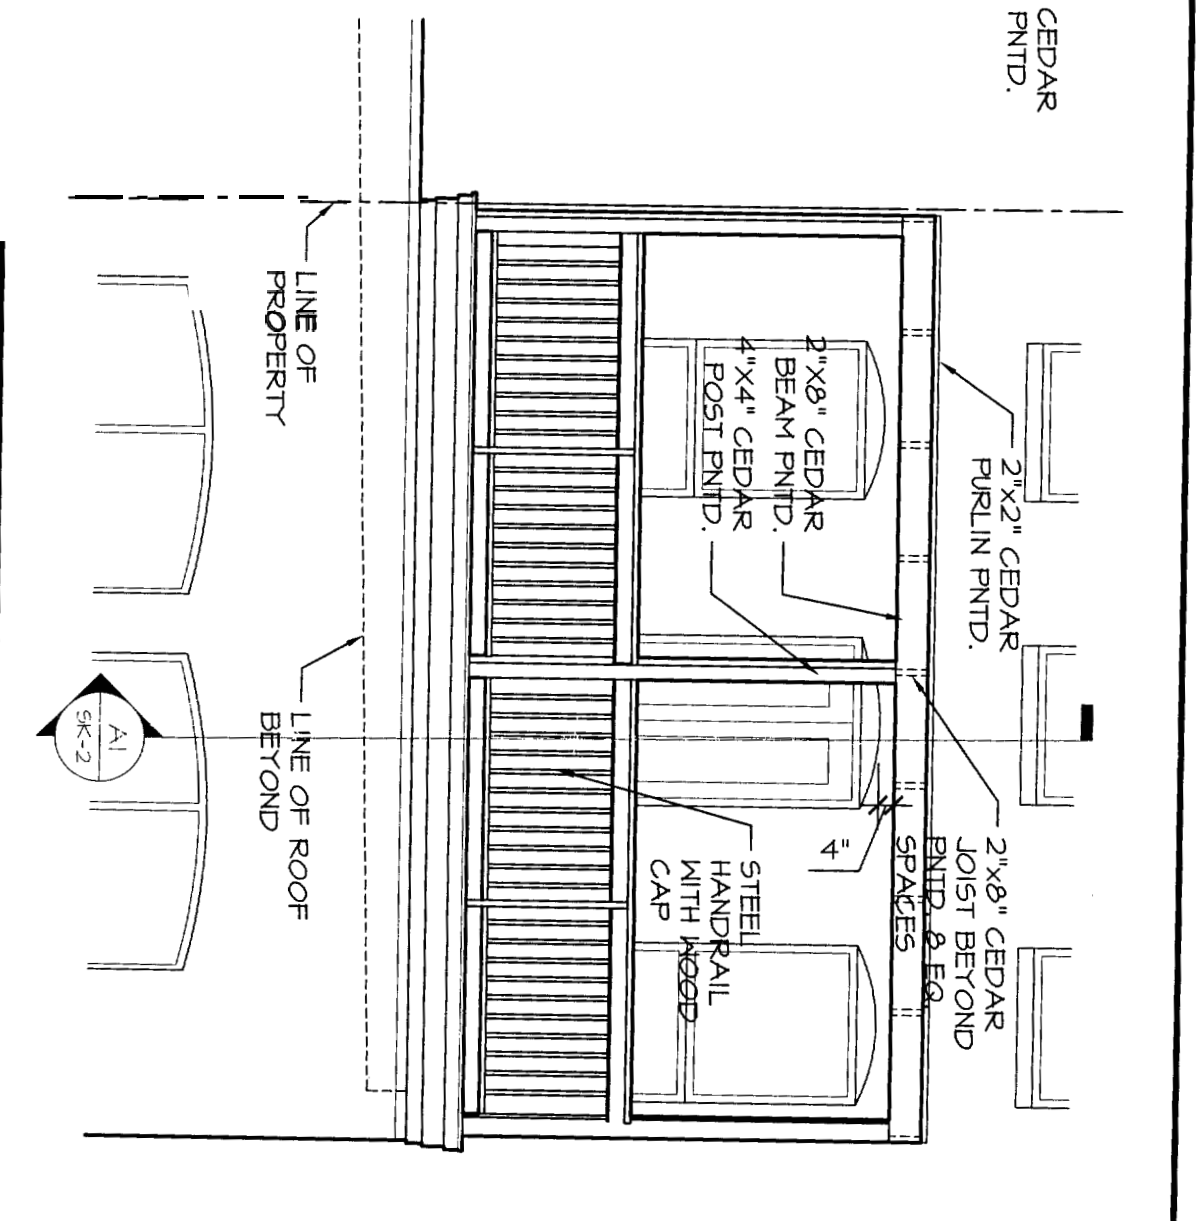 CEDAR
PNTD.
2"x2" CEDAR
PURLIN PNTD.
2"x8" CEDAR
JOIST BEYOND
PNTD. & EQ.
SPACES
2"X8" CEDAR
BEAM PNTD.
4"X4" CEDAR
POST PNTD.
4"
STEEL
HANDRAIL
WITH WOOD
CAP
LINE OF
PROPERTY
LINE OF ROOF
BEYOND
A1
SK-2